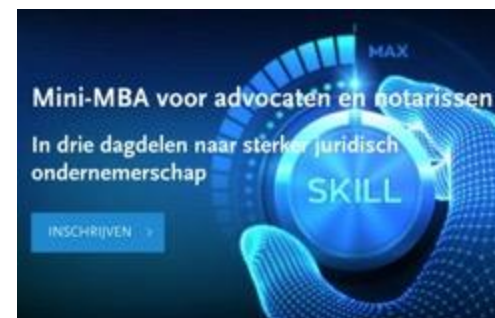 MAX
Mini-MBA voor advocaten en notarissen
In drie dagdelen naar sterker juridisch
ondernemerschap
SKILL
INSCHRIJVEN >